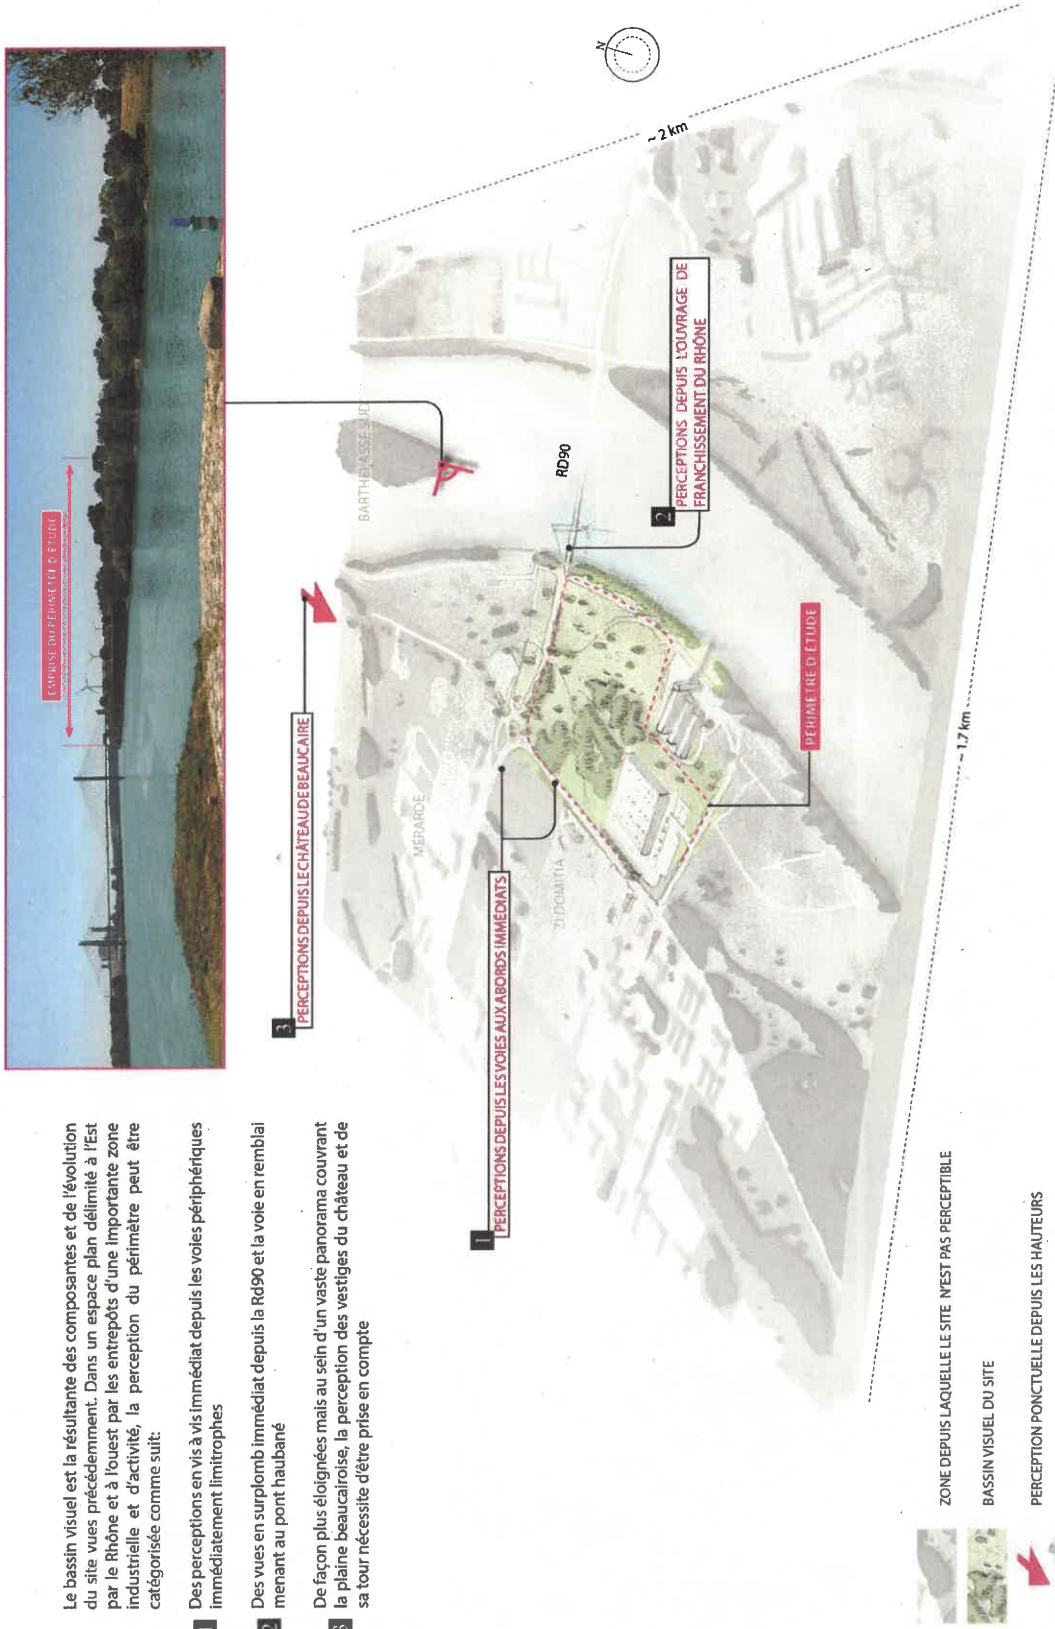 Le bassin visuel est la résultante des composantes et de l'évolution
du site vues précédemment. Dans un espace plan délimité à l'Est
par le Rhône et à l'ouest par les entrepôts d'une importante zone
industrielle et d'activité, la perception du périmètre peut être
catégorisée comme suit:
1 Des perceptions en vis à vis immédiat depuis les voies périphériques
immédiatement limitrophes
2 Des vues en surplomb immédiat depuis la Rd90 et la voie en remblai
menant au pont haubané
3 De façon plus éloignées mais au sein d'un vaste panorama couvrant
la plaine beaucairoise, la perception des vestiges du château et de
sa tour nécessite d'être prise en compte
EMPRISE DU PÉRIMÈTRE D'ÉTUDE
3
PERCEPTIONS DEPUIS LE CHÂTEAU DE BEAUCAIRE
1
PERCEPTIONS DEPUIS LES VOIES AUX ABORDS IMMÉDIATS
2
PERCEPTIONS DEPUIS L'OUVRAGE DE
FRANCHISSEMENT DU RHÔNE
PÉRIMÈTRE D'ÉTUDE
BARTHELASSE SUD
MÉRARDE
ZI DOMITIA
RD90
N
~ 2 km
~ 1.7 km
ZONE DEPUIS LAQUELLE LE SITE N'EST PAS PERCEPTIBLE
BASSIN VISUEL DU SITE
PERCEPTION PONCTUELLE DEPUIS LES HAUTEURS